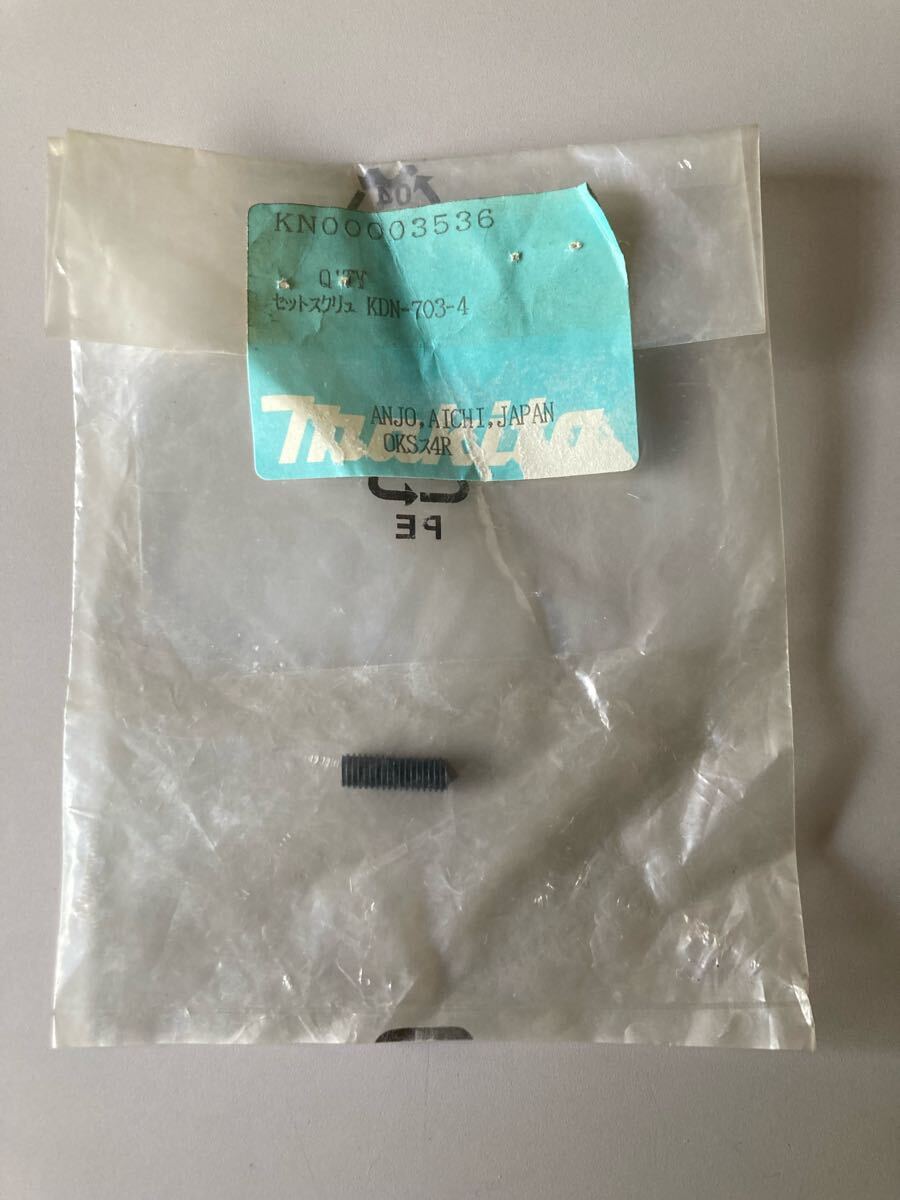 04
KN00003536
Q'TY
セットスクリュ KDN-703-4
Makita
ANJO,AICHI,JAPAN
OKSス4R
PE